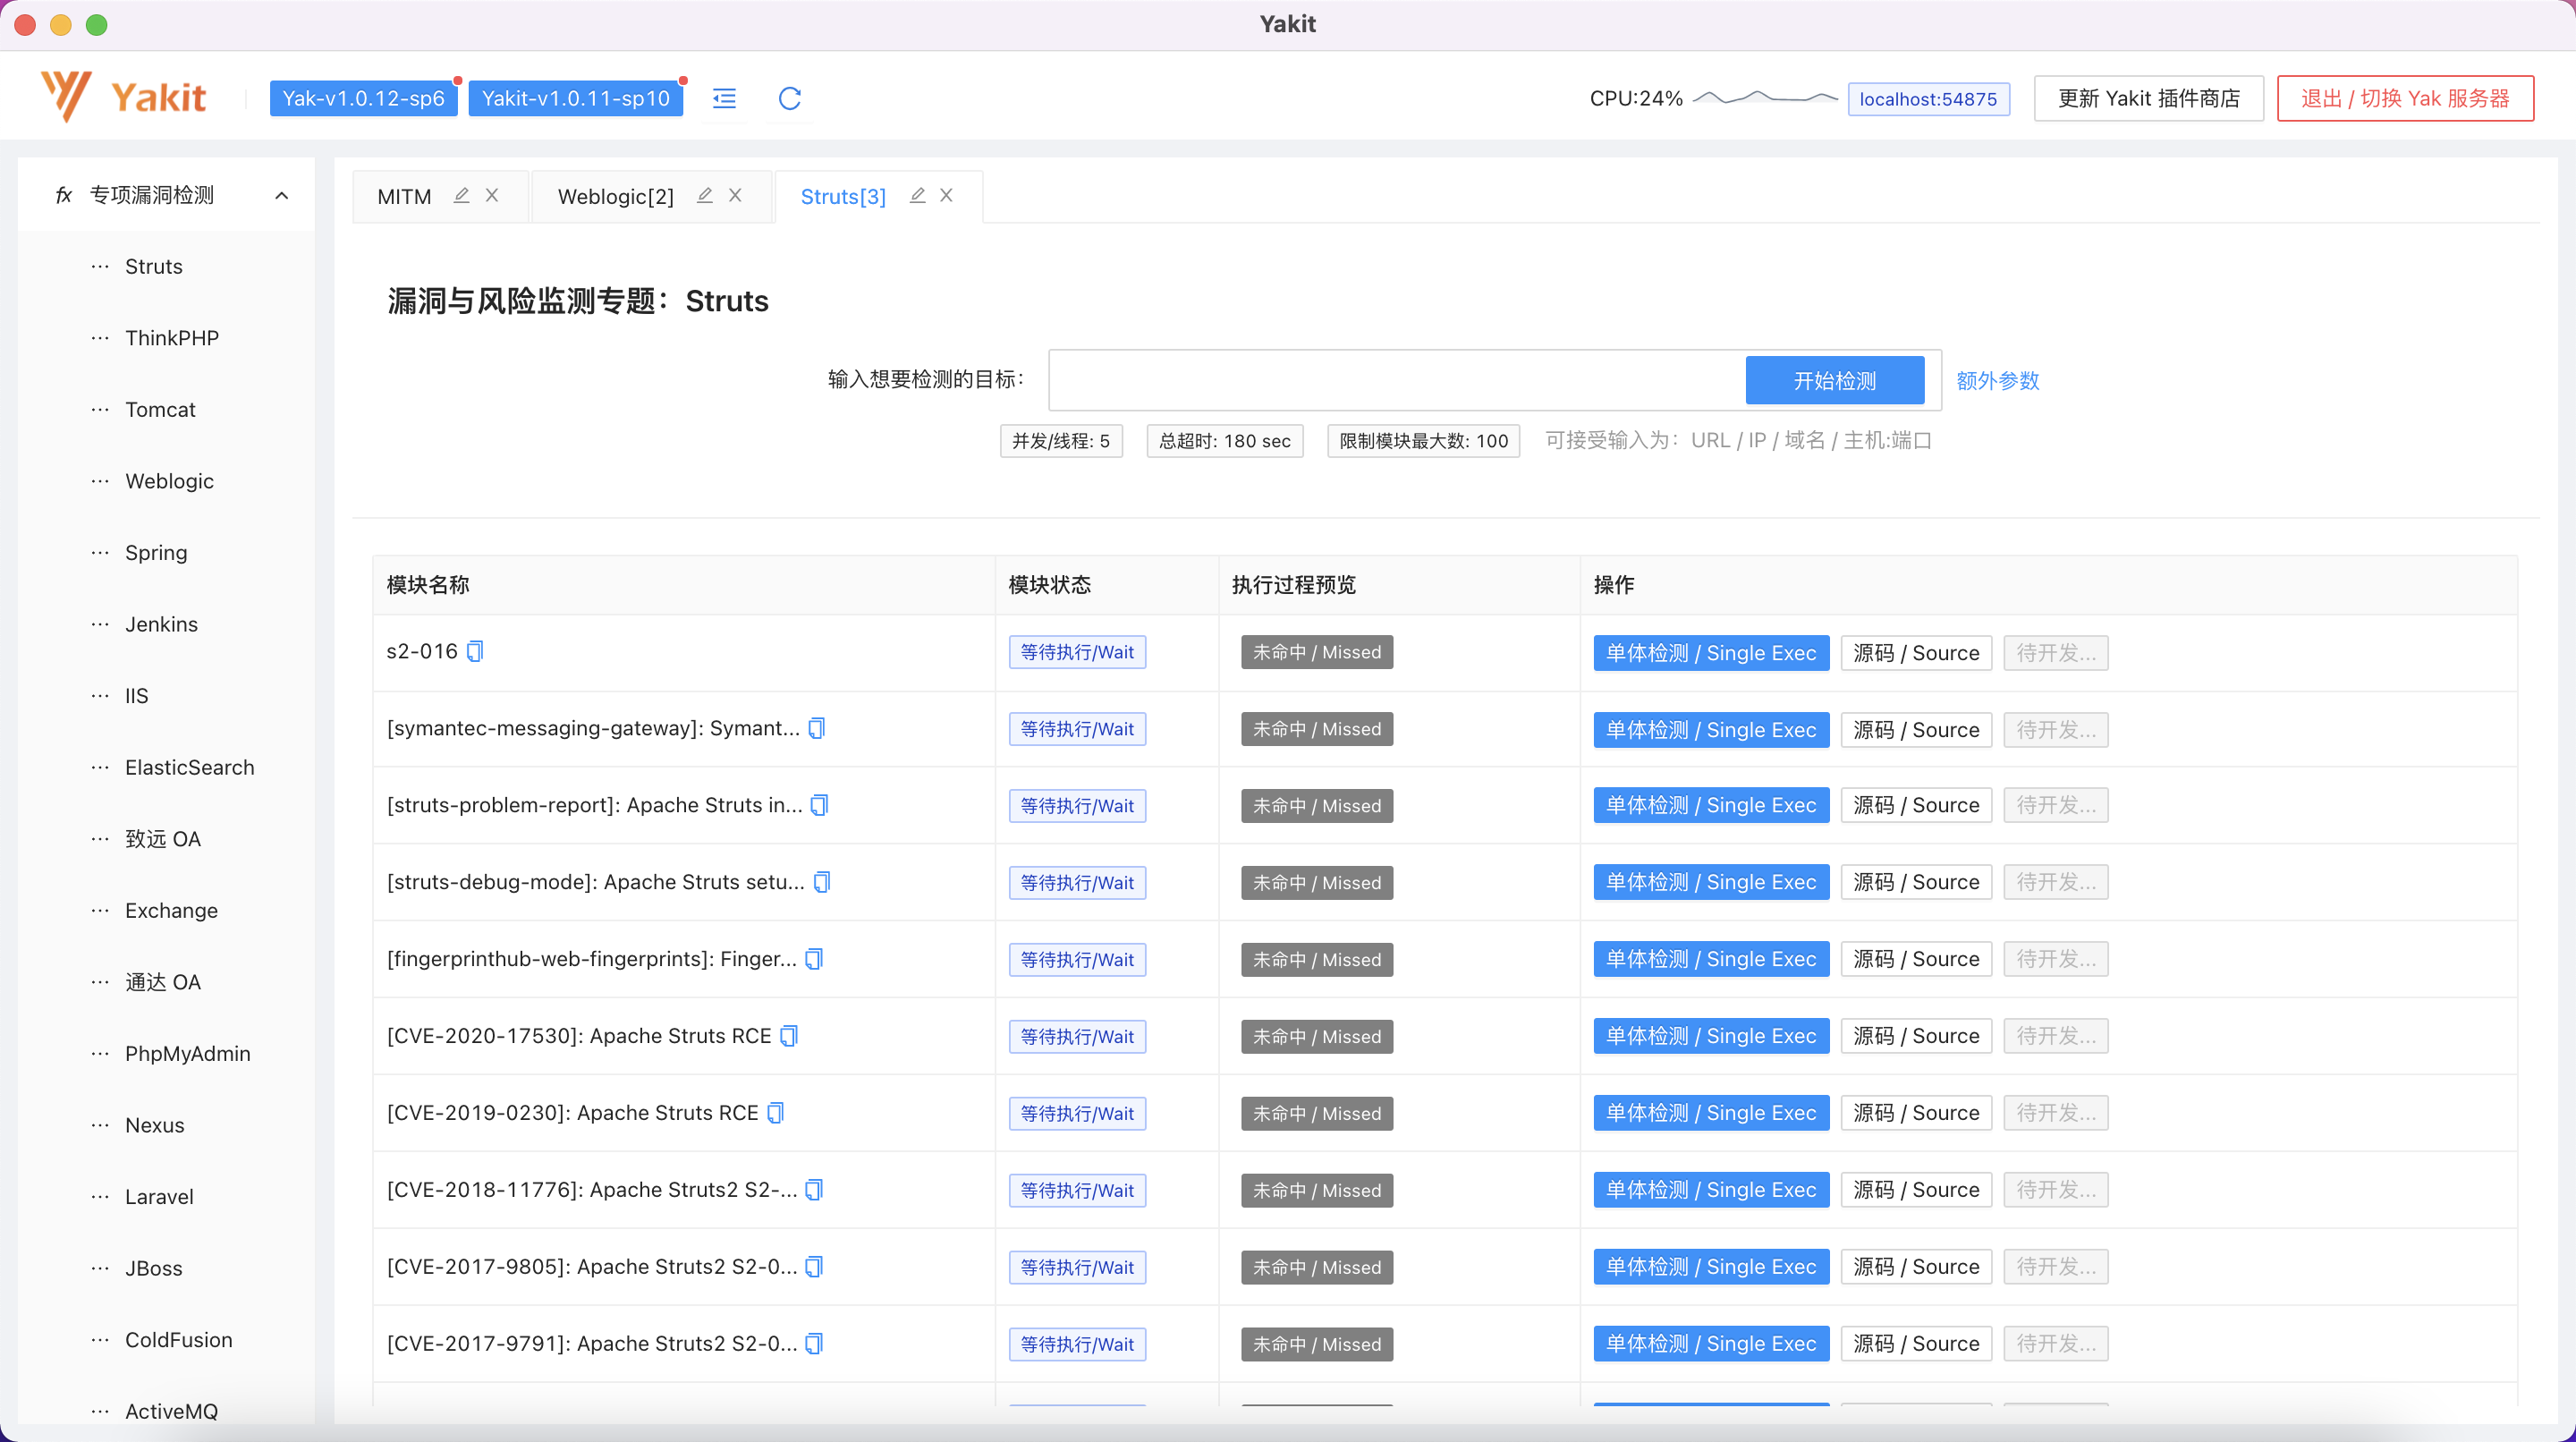 Yakit
Yakit
Yak-v1.0.12-sp6
Yakit-v1.0.11-sp10
CPU:24%
localhost:54875
更新 Yakit 插件商店
退出 / 切换 Yak 服务器
fx 专项漏洞检测
Struts
ThinkPHP
Tomcat
Weblogic
Spring
Jenkins
IIS
ElasticSearch
致远 OA
Exchange
通达 OA
PhpMyAdmin
Nexus
Laravel
JBoss
ColdFusion
ActiveMQ
MITM
Weblogic[2]
Struts[3]
漏洞与风险监测专题：Struts
输入想要检测的目标：
开始检测
额外参数
并发/线程: 5
总超时: 180 sec
限制模块最大数: 100
可接受输入为：URL / IP / 域名 / 主机:端口
模块名称 模块状态 执行过程预览 操作
s2-016 等待执行/Wait 未命中 / Missed 单体检测 / Single Exec 源码 / Source 待开发...
[symantec-messaging-gateway]: Symant... 等待执行/Wait 未命中 / Missed 单体检测 / Single Exec 源码 / Source 待开发...
[struts-problem-report]: Apache Struts in... 等待执行/Wait 未命中 / Missed 单体检测 / Single Exec 源码 / Source 待开发...
[struts-debug-mode]: Apache Struts setu... 等待执行/Wait 未命中 / Missed 单体检测 / Single Exec 源码 / Source 待开发...
[fingerprinthub-web-fingerprints]: Finger... 等待执行/Wait 未命中 / Missed 单体检测 / Single Exec 源码 / Source 待开发...
[CVE-2020-17530]: Apache Struts RCE 等待执行/Wait 未命中 / Missed 单体检测 / Single Exec 源码 / Source 待开发...
[CVE-2019-0230]: Apache Struts RCE 等待执行/Wait 未命中 / Missed 单体检测 / Single Exec 源码 / Source 待开发...
[CVE-2018-11776]: Apache Struts2 S2-... 等待执行/Wait 未命中 / Missed 单体检测 / Single Exec 源码 / Source 待开发...
[CVE-2017-9805]: Apache Struts2 S2-0... 等待执行/Wait 未命中 / Missed 单体检测 / Single Exec 源码 / Source 待开发...
[CVE-2017-9791]: Apache Struts2 S2-0... 等待执行/Wait 未命中 / Missed 单体检测 / Single Exec 源码 / Source 待开发...